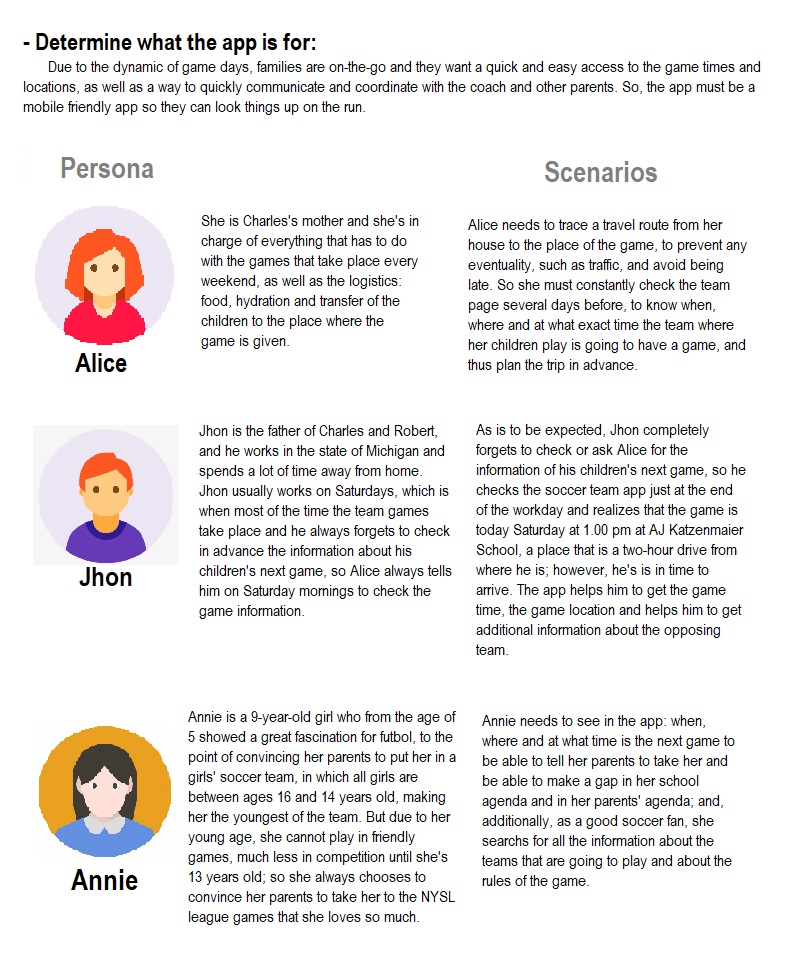 - Determine what the app is for:
Due to the dynamic of game days, families are on-the-go and they want a quick and easy access to the game times and
locations, as well as a way to quickly communicate and coordinate with the coach and other parents. So, the app must be a
mobile friendly app so they can look things up on the run.
Persona
Scenarios
She is Charles's mother and she's in
charge of everything that has to do
with the games that take place every
weekend, as well as the logistics:
food, hydration and transfer of the
children to the place where the
game is given.
Alice
Alice needs to trace a travel route from her
house to the place of the game, to prevent any
eventuality, such as traffic, and avoid being
late. So she must constantly check the team
page several days before, to know when,
where and at what exact time the team where
her children play is going to have a game, and
thus plan the trip in advance.
Jhon is the father of Charles and Robert,
and he works in the state of Michigan and
spends a lot of time away from home.
Jhon usually works on Saturdays, which is
when most of the time the team games
take place and he always forgets to check
in advance the information about his
children's next game, so Alice always tells
him on Saturday mornings to check the
game information.
Jhon
As is to be expected, Jhon completely
forgets to check or ask Alice for the
information of his children's next game, so he
checks the soccer team app just at the end
of the workday and realizes that the game is
today Saturday at 1.00 pm at AJ Katzenmaier
School, a place that is a two-hour drive from
where he is; however, he's is in time to
arrive. The app helps him to get the game
time, the game location and helps him to get
additional information about the opposing
team.
Annie is a 9-year-old girl who from the age of
5 showed a great fascination for futbol, to the
point of convincing her parents to put her in a
girls' soccer team, in which all girls are
between ages 16 and 14 years old, making
her the youngest of the team. But due to her
young age, she cannot play in friendly
games, much less in competition until she's
13 years old; so she always chooses to
convince her parents to take her to the NYSL
league games that she loves so much.
Annie
Annie needs to see in the app: when,
where and at what time is the next game to
be able to tell her parents to take her and
be able to make a gap in her school
agenda and in her parents' agenda; and,
additionally, as a good soccer fan, she
searchs for all the information about the
teams that are going to play and about the
rules of the game.